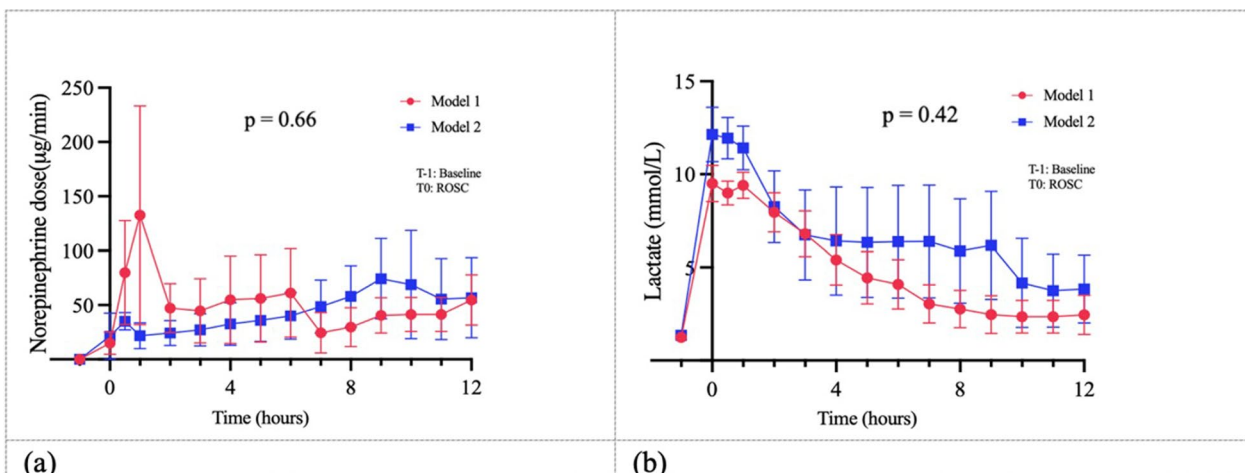 250
200
150
100
50
Norepinephrine dose(μg/min)
p = 0.66
Model 1
Model 2
T-1: Baseline
T0: ROSC
0 4 8 12
Time (hours)
(a)
15
10
5
Lactate (mmol/L)
p = 0.42
Model 1
Model 2
T-1: Baseline
T0: ROSC
0 4 8 12
Time (hours)
(b)